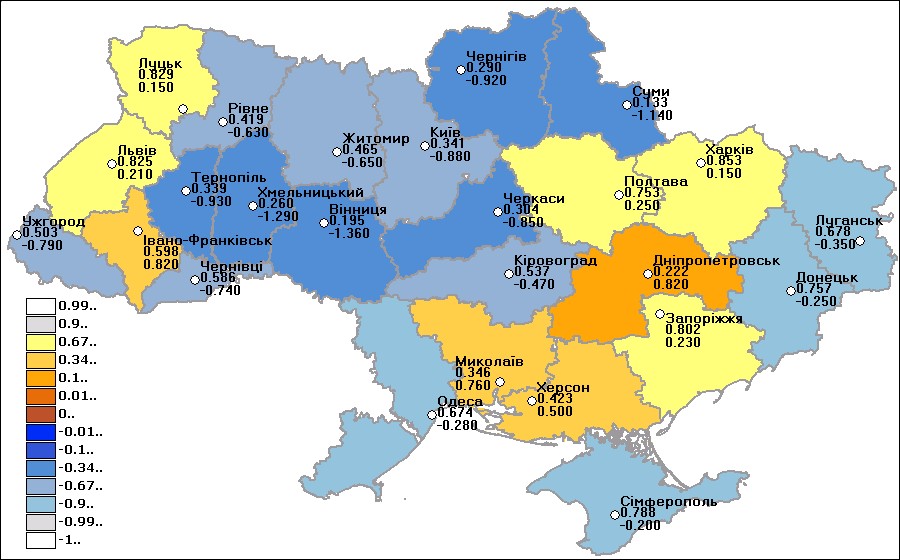 Чернігів
0.290
-0.920
Луцьк
0.829
0.150
Суми
0.133
-1.140
Рівне
0.419
-0.630
Житомир
0.465
-0.650
Київ
0.341
-0.880
Харків
0.853
0.150
Львів
0.825
0.210
Тернопіль
0.339
-0.930
Хмельницький
0.260
-1.290
Вінниця
0.195
-1.360
Черкаси
0.304
-0.850
Полтава
0.753
0.250
Ужгород
0.503
-0.790
Івано-Франківськ
0.598
0.820
Чернівці
0.586
-0.740
Кіровоград
0.537
-0.470
Дніпропетровськ
0.222
0.820
Луганськ
0.678
-0.350
Донецьк
0.757
-0.250
Запоріжжя
0.802
0.230
Миколаїв
0.346
0.760
Херсон
0.423
0.500
Одеса
0.674
-0.280
Сімферополь
0.788
-0.200
0.99..
0.9..
0.67..
0.34..
0.1..
0.01..
0..
-0.01..
-0.1..
-0.34..
-0.67..
-0.9..
-0.99..
-1..